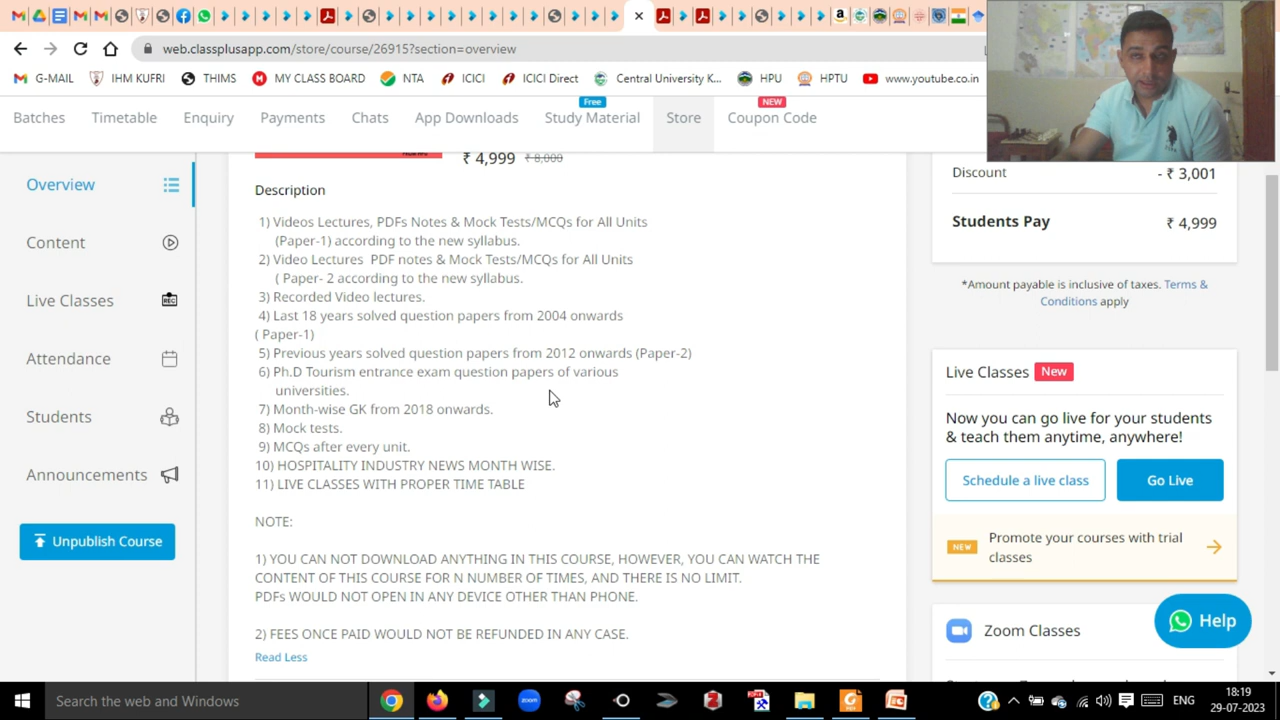 web.classplusapp.com/store/course/26915?section=overview
G-MAIL IHM KUFRI THIMS MY CLASS BOARD NTA ICICI ICICI Direct Central University K... HPU HPTU www.youtube.co.in
Free NEW
Batches Timetable Enquiry Payments Chats App Downloads Study Material Store Coupon Code
Overview
Content
Live Classes
REC
Attendance
Students
Announcements
Unpublish Course
₹ 4,999 ₹ 8,000
Description
1) Videos Lectures, PDFs Notes & Mock Tests/MCQs for All Units
(Paper-1) according to the new syllabus.
2) Video Lectures PDF notes & Mock Tests/MCQs for All Units
( Paper- 2 according to the new syllabus.
3) Recorded Video lectures.
4) Last 18 years solved question papers from 2004 onwards
( Paper-1)
5) Previous years solved question papers from 2012 onwards (Paper-2)
6) Ph.D Tourism entrance exam question papers of various
universities.
7) Month-wise GK from 2018 onwards.
8) Mock tests.
9) MCQs after every unit.
10) HOSPITALITY INDUSTRY NEWS MONTH WISE.
11) LIVE CLASSES WITH PROPER TIME TABLE
NOTE:
1) YOU CAN NOT DOWNLOAD ANYTHING IN THIS COURSE, HOWEVER, YOU CAN WATCH THE
CONTENT OF THIS COURSE FOR N NUMBER OF TIMES, AND THERE IS NO LIMIT.
PDFs WOULD NOT OPEN IN ANY DEVICE OTHER THAN PHONE.
2) FEES ONCE PAID WOULD NOT BE REFUNDED IN ANY CASE.
Read Less
Discount - ₹ 3,001
Students Pay ₹ 4,999
*Amount payable is inclusive of taxes. Terms &
Conditions apply
Live Classes New
Now you can go live for your students
& teach them anytime, anywhere!
Schedule a live class Go Live
NEW Promote your courses with trial
classes
Help
Zoom Classes
Search the web and Windows
zoom
ENG
18:19
29-07-2023